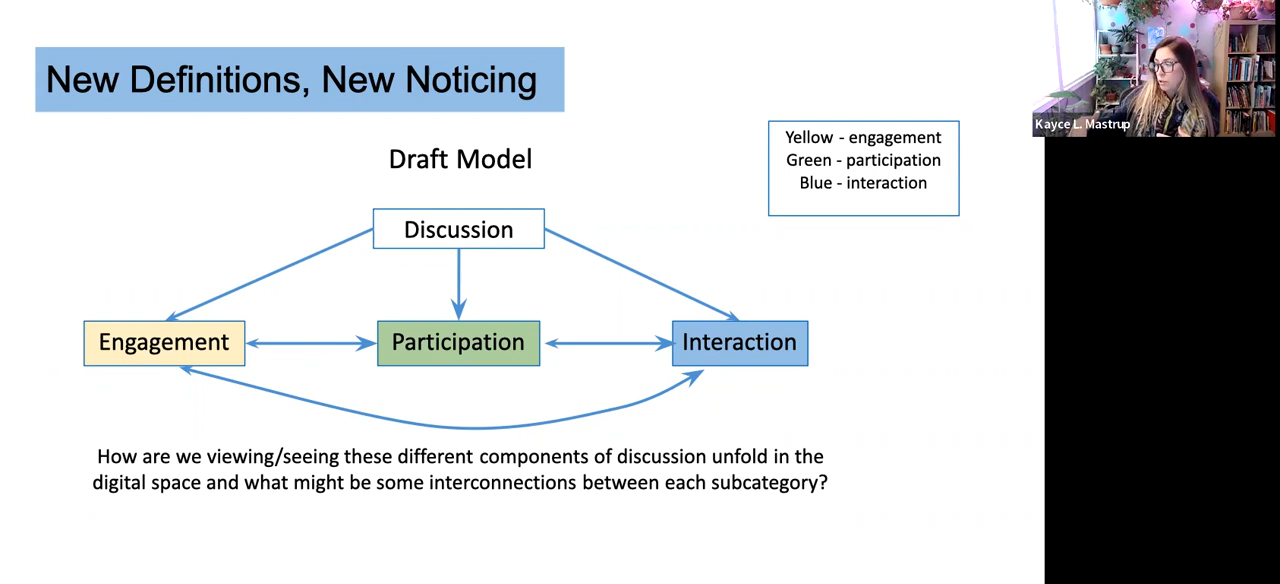 New Definitions, New Noticing
Kayce L. Mastrup
Draft Model
Yellow - engagement
Green - participation
Blue - interaction
Discussion
Engagement
Participation
Interaction
How are we viewing/seeing these different components of discussion unfold in the
digital space and what might be some interconnections between each subcategory?